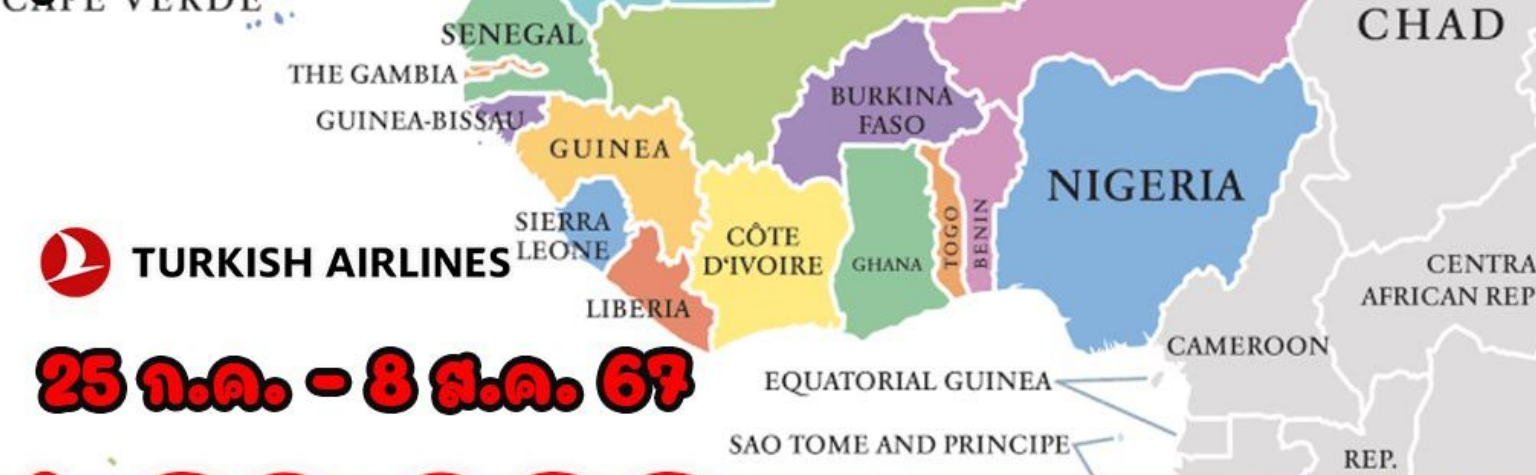 CAPE VERDE
SENEGAL
THE GAMBIA
GUINEA-BISSAU
GUINEA
SIERRA
LEONE
LIBERIA
CÔTE
D'IVOIRE
BURKINA
FASO
GHANA
TOGO
BENIN
NIGERIA
CHAD
CENTRA
AFRICAN REP
CAMEROON
TURKISH AIRLINES
25 ก.ค. - 8 ส.ค. 67
EQUATORIAL GUINEA
SAO TOME AND PRINCIPE
REP.